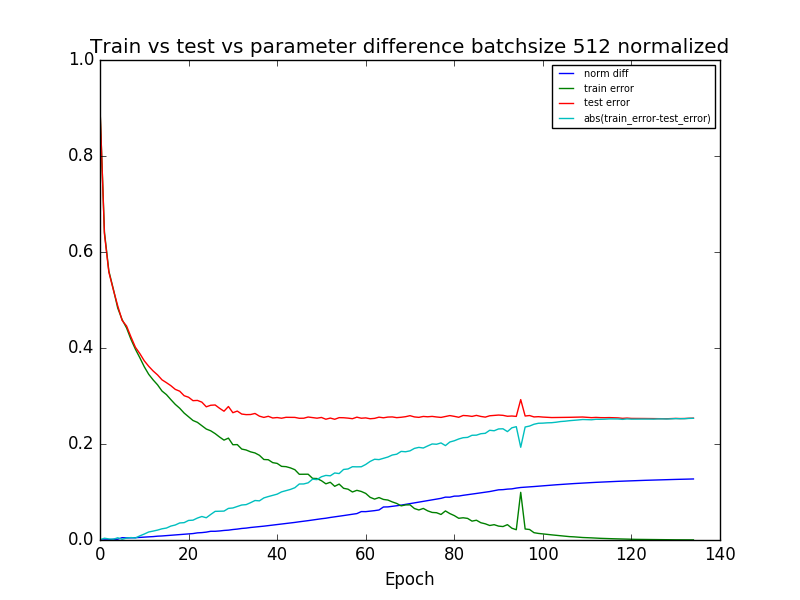 Train vs test vs parameter difference batchsize 512 normalized
1.0
norm diff
train error
test error
abs(train_error-test_error)
0.8
0.6
0.4
0.2
0.0
0 20 40 60 80 100 120 140
Epoch